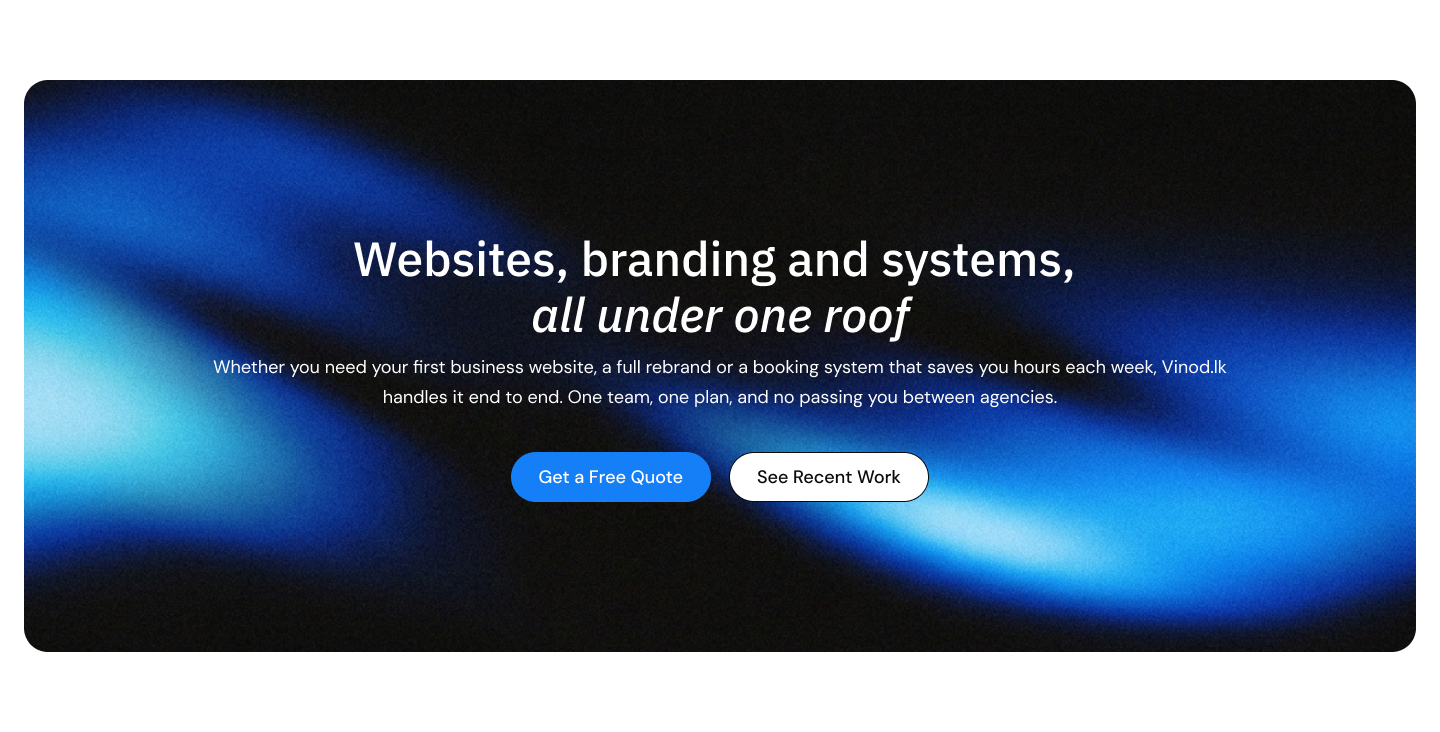 Websites, branding and systems,
all under one roof
Whether you need your first business website, a full rebrand or a booking system that saves you hours each week, Vinod.lk
handles it end to end. One team, one plan, and no passing you between agencies.
Get a Free Quote
See Recent Work